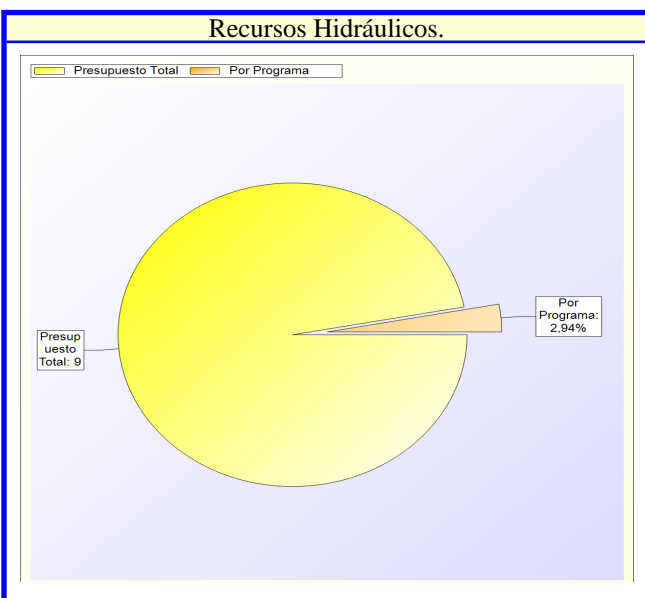 Recursos Hidráulicos.
Presupuesto Total Por Programa
Presup
uesto
Total: 9
Por
Programa:
2,94%